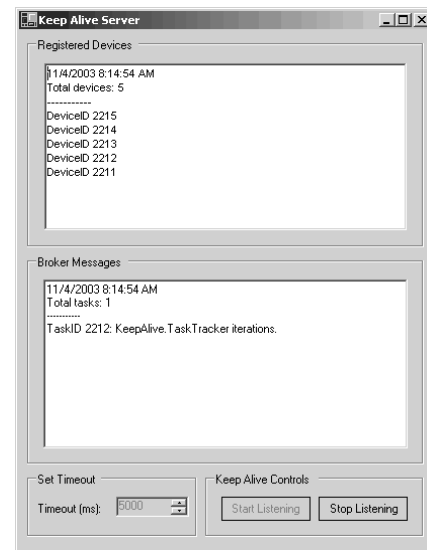 Keep Alive Server
Registered Devices
11/4/2003 8:14:54 AM
Total devices: 5
-----------
DeviceID 2215
DeviceID 2214
DeviceID 2213
DeviceID 2212
DeviceID 2211
Broker Messages
11/4/2003 8:14:54 AM
Total tasks: 1
-----------
TaskID 2212: KeepAlive.TaskTracker iterations.
Set Timeout
Timeout (ms): 5000
Keep Alive Controls
Start Listening Stop Listening